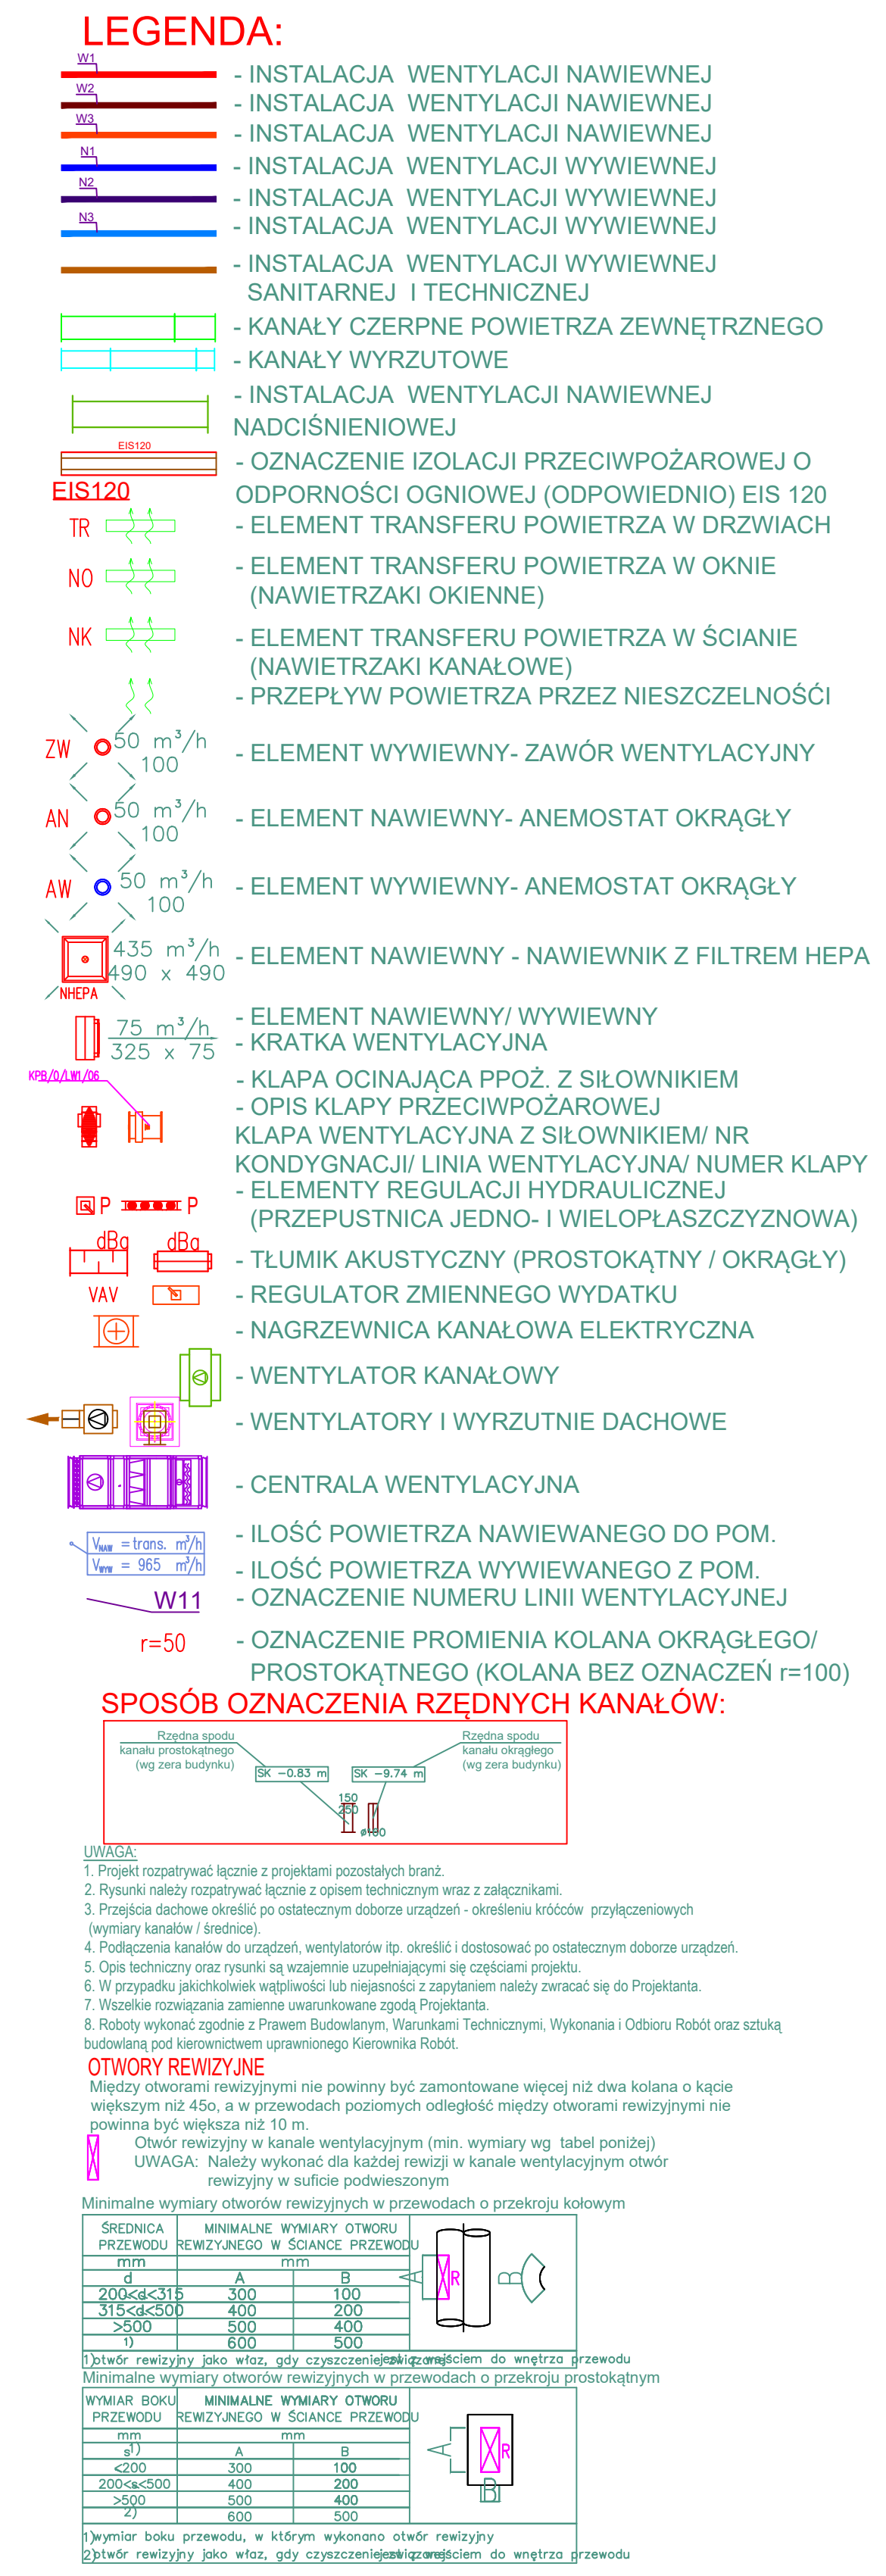 LEGENDA:
W1
- INSTALACJA WENTYLACJI NAWIEWNEJ
W2
- INSTALACJA WENTYLACJI NAWIEWNEJ
W3
- INSTALACJA WENTYLACJI NAWIEWNEJ
N1
- INSTALACJA WENTYLACJI WYWIEWNEJ
N2
- INSTALACJA WENTYLACJI WYWIEWNEJ
N3
- INSTALACJA WENTYLACJI WYWIEWNEJ
- INSTALACJA WENTYLACJI WYWIEWNEJ
SANITARNEJ I TECHNICZNEJ
- KANAŁY CZERPNE POWIETRZA ZEWNĘTRZNEGO
- KANAŁY WYRZUTOWE
- INSTALACJA WENTYLACJI NAWIEWNEJ
NADCIŚNIENIOWEJ
EIS120
- OZNACZENIE IZOLACJI PRZECIWPOŻAROWEJ O
EIS120
ODPORNOŚCI OGNIOWEJ (ODPOWIEDNIO) EIS 120
TR
- ELEMENT TRANSFERU POWIETRZA W DRZWIACH
NO
- ELEMENT TRANSFERU POWIETRZA W OKNIE
(NAWIETRZAKI OKIENNE)
NK
- ELEMENT TRANSFERU POWIETRZA W ŚCIANIE
(NAWIETRZAKI KANAŁOWE)
- PRZEPŁYW POWIETRZA PRZEZ NIESZCZELNOŚĆI
ZW
50 m³/h
100
- ELEMENT WYWIEWNY- ZAWÓR WENTYLACYJNY
AN
50 m³/h
100
- ELEMENT NAWIEWNY- ANEMOSTAT OKRĄGŁY
AW
50 m³/h
100
- ELEMENT WYWIEWNY- ANEMOSTAT OKRĄGŁY
435 m³/h
490 x 490
NHEPA
- ELEMENT NAWIEWNY - NAWIEWNIK Z FILTREM HEPA
75 m³/h
325 x 75
- ELEMENT NAWIEWNY/ WYWIEWNY
- KRATKA WENTYLACYJNA
KPB/0/LW1/06
- KLAPA OCINAJĄCA PPOŻ. Z SIŁOWNIKIEM
- OPIS KLAPY PRZECIWPOŻAROWEJ
KLAPA WENTYLACYJNA Z SIŁOWNIKIEM/ NR
KONDYGNACJI/ LINIA WENTYLACYJNA/ NUMER KLAPY
P P
- ELEMENTY REGULACJI HYDRAULICZNEJ
(PRZEPUSTNICA JEDNO- I WIELOPŁASZCZYZNOWA)
dBa dBa
- TŁUMIK AKUSTYCZNY (PROSTOKĄTNY / OKRĄGŁY)
VAV
- REGULATOR ZMIENNEGO WYDATKU
- NAGRZEWNICA KANAŁOWA ELEKTRYCZNA
- WENTYLATOR KANAŁOWY
- WENTYLATORY I WYRZUTNIE DACHOWE
- CENTRALA WENTYLACYJNA
VNAW =trans. m³/h
- ILOŚĆ POWIETRZA NAWIEWANEGO DO POM.
VWYW = 965 m³/h
- ILOŚĆ POWIETRZA WYWIEWANEGO Z POM.
W11
- OZNACZENIE NUMERU LINII WENTYLACYJNEJ
r=50
- OZNACZENIE PROMIENIA KOLANA OKRĄGŁEGO/
PROSTOKĄTNEGO (KOLANA BEZ OZNACZEŃ r=100)
SPOSÓB OZNACZENIA RZĘDNYCH KANAŁÓW:
Rzędna spodu
kanału prostokątnego
(wg zera budynku)
Rzędna spodu
kanału okrągłego
(wg zera budynku)
SK -0.83 m
SK -9.74 m
150
250
ø160
UWAGA:
1. Projekt rozpatrywać łącznie z projektami pozostałych branż.
2. Rysunki należy rozpatrywać łącznie z opisem technicznym wraz z załącznikami.
3. Przejścia dachowe określić po ostatecznym doborze urządzeń - określeniu króćców przyłączeniowych
(wymiary kanałów / średnice).
4. Podłączenia kanałów do urządzeń, wentylatorów itp. określić i dostosować po ostatecznym doborze urządzeń.
5. Opis techniczny oraz rysunki są wzajemnie uzupełniającymi się częściami projektu.
6. W przypadku jakichkolwiek wątpliwości lub niejasności z zapytaniem należy zwracać się do Projektanta.
7. Wszelkie rozwiązania zamienne uwarunkowane zgodą Projektanta.
8. Roboty wykonać zgodnie z Prawem Budowlanym, Warunkami Technicznymi, Wykonania i Odbioru Robót oraz sztuką
budowlaną pod kierownictwem uprawnionego Kierownika Robót.
OTWORY REWIZYJNE
Między otworami rewizyjnymi nie powinny być zamontowane więcej niż dwa kolana o kącie
większym niż 45o, a w przewodach poziomych odległość między otworami rewizyjnymi nie
powinna być większa niż 10 m.
Otwór rewizyjny w kanale wentylacyjnym (min. wymiary wg tabel poniżej)
UWAGA: Należy wykonać dla każdej rewizji w kanale wentylacyjnym otwór
rewizyjny w suficie podwieszonym
Minimalne wymiary otworów rewizyjnych w przewodach o przekroju kołowym
ŚREDNICA MINIMALNE WYMIARY OTWORU
PRZEWODU REWIZYJNEGO W ŚCIANCE PRZEWODU
mm mm
d A B
200<d<315 300 100
315<d<500 400 200
>500 500 400
1) 600 500
A R B
1)otwór rewizyjny jako właz, gdy czyszczenie jest związane z wejściem do wnętrza przewodu
Minimalne wymiary otworów rewizyjnych w przewodach o przekroju prostokątnym
WYMIAR BOKU MINIMALNE WYMIARY OTWORU
PRZEWODU REWIZYJNEGO W ŚCIANCE PRZEWODU
mm mm
s1) A B
<200 300 100
200<s<500 400 200
>500 500 400
2) 600 500
A R
B
1)wymiar boku przewodu, w którym wykonano otwór rewizyjny
2)otwór rewizyjny jako właz, gdy czyszczenie jest związane z wejściem do wnętrza przewodu